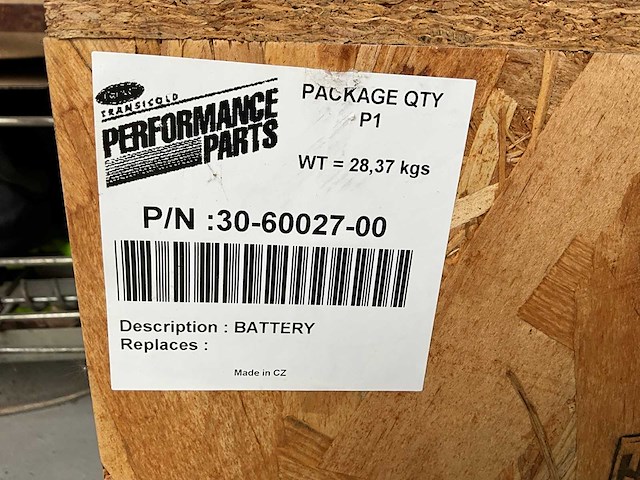 TRANSICOLD
PERFORMANCE
PARTS
PACKAGE QTY
P1
WT = 28,37 kgs
P/N :30-60027-00
Description : BATTERY
Replaces :
Made in CZ